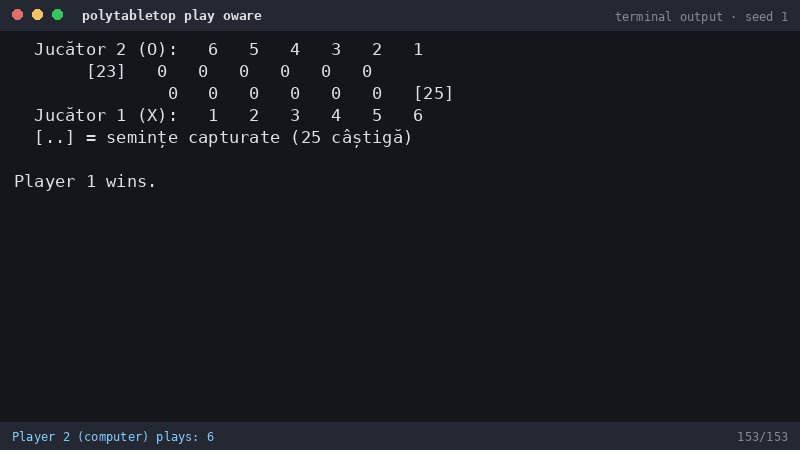 polytabletop play oware
terminal output · seed 1
Jucător 2 (O): 6 5 4 3 2 1
[23] 0 0 0 0 0 0
0 0 0 0 0 0 [25]
Jucător 1 (X): 1 2 3 4 5 6
[..] = semințe capturate (25 câștigă)
Player 1 wins.
Player 2 (computer) plays: 6
153/153